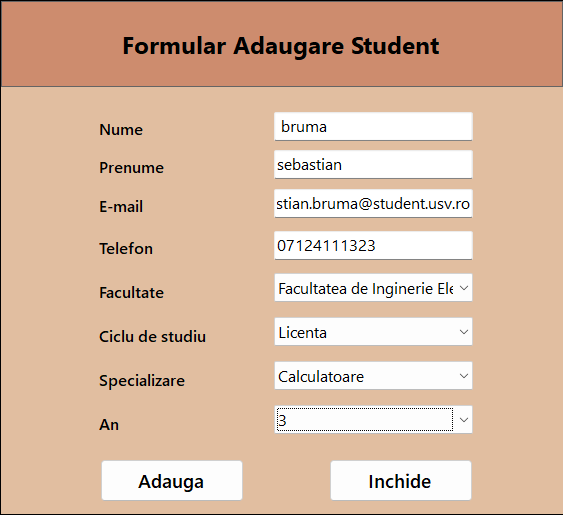 Formular Adaugare Student
Nume bruma
Prenume sebastian
E-mail stian.bruma@student.usv.ro
Telefon 07124111323
Facultate Facultatea de Inginerie Ele
Ciclu de studiu Licenta
Specializare Calculatoare
An 3
Adauga Inchide